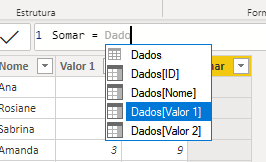 Estrutura
1 Somar = Dado
Dados
Dados[ID]
Dados[Nome]
Dados[Valor 1]
Dados[Valor 2]
Nome Valor 1 mar
Ana
Rosiane
Sabrina
Amanda 3 9